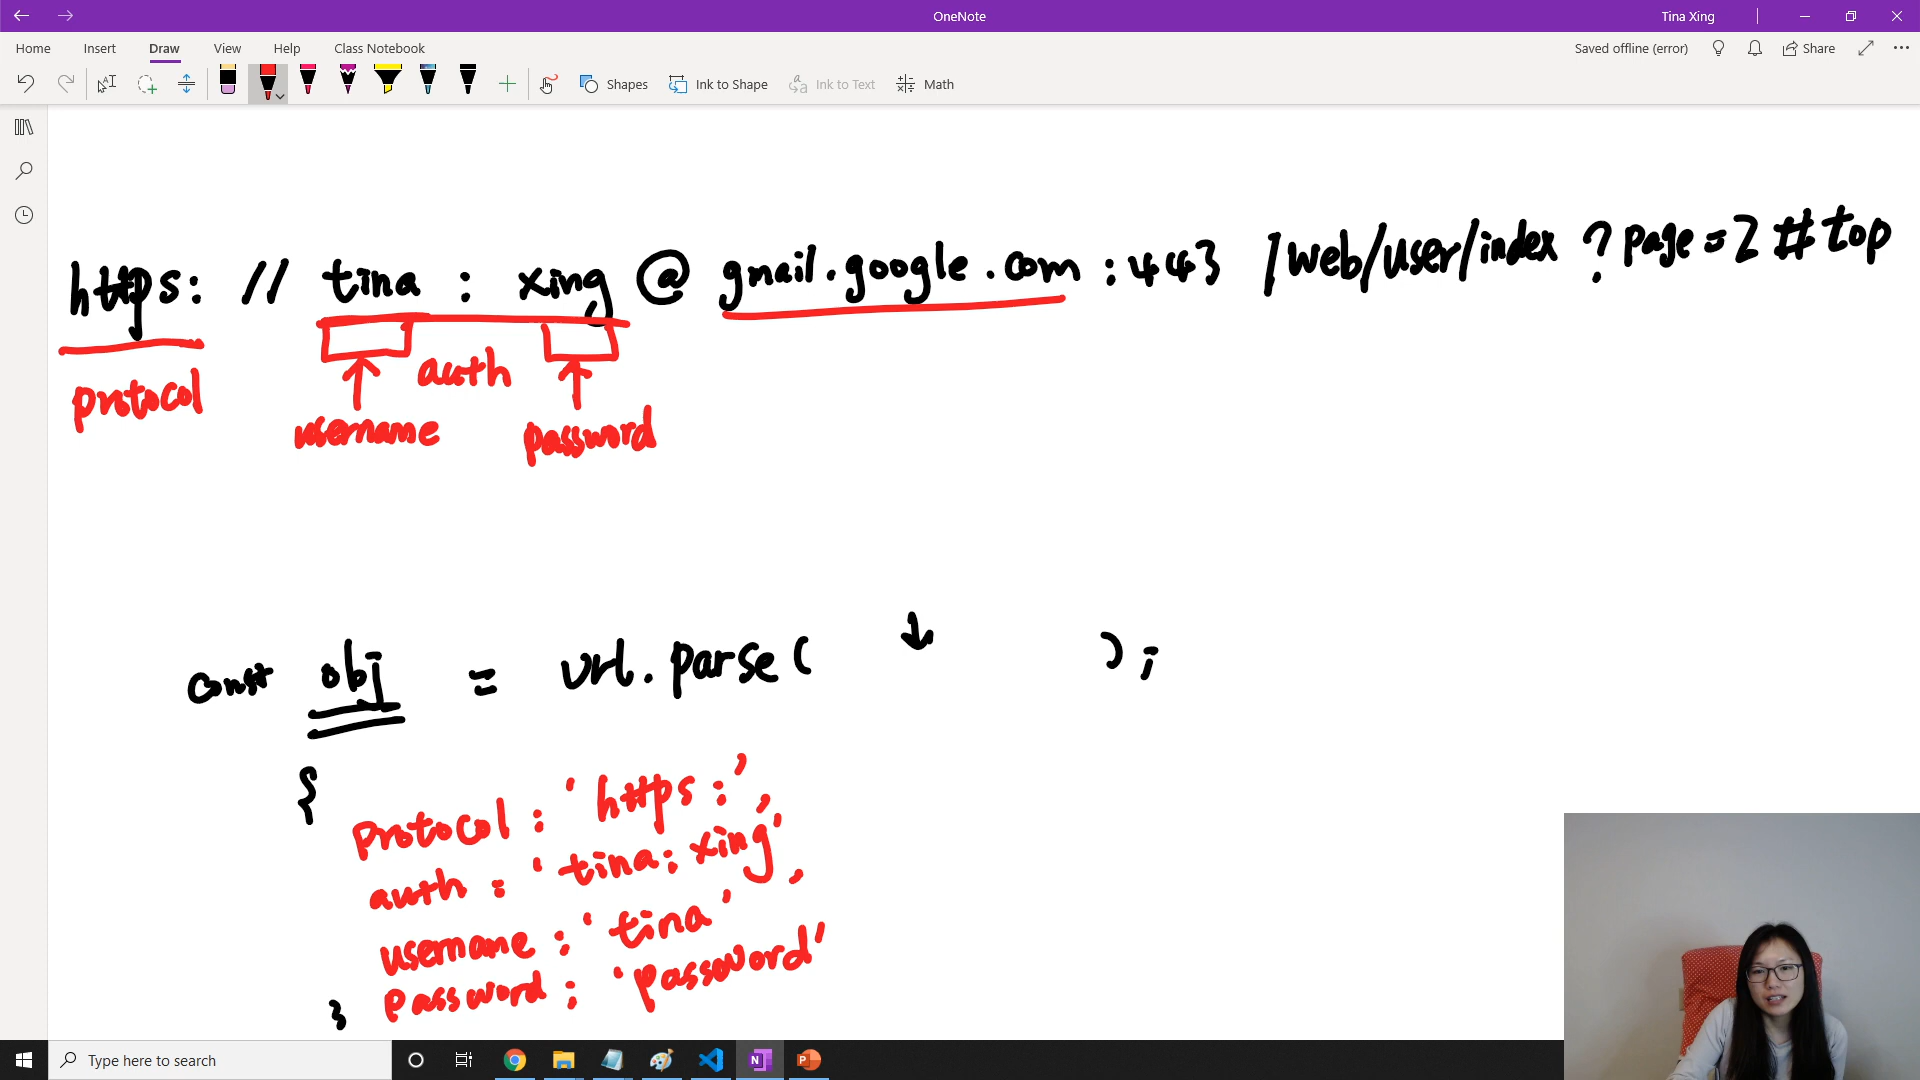 OneNote
Tina Xing
Home Insert Draw View Help Class Notebook
Saved offline (error) Share
Shapes Ink to Shape Ink to Text Math
https: // tina : xing @ gmail.google.com :443 /web/user/index ? page=2 #top
protocol auth
username password
const obj = url.parse( );
{
protocol : 'https:',
auth : 'tina:xing',
username : 'tina',
password : 'password'
}
Type here to search